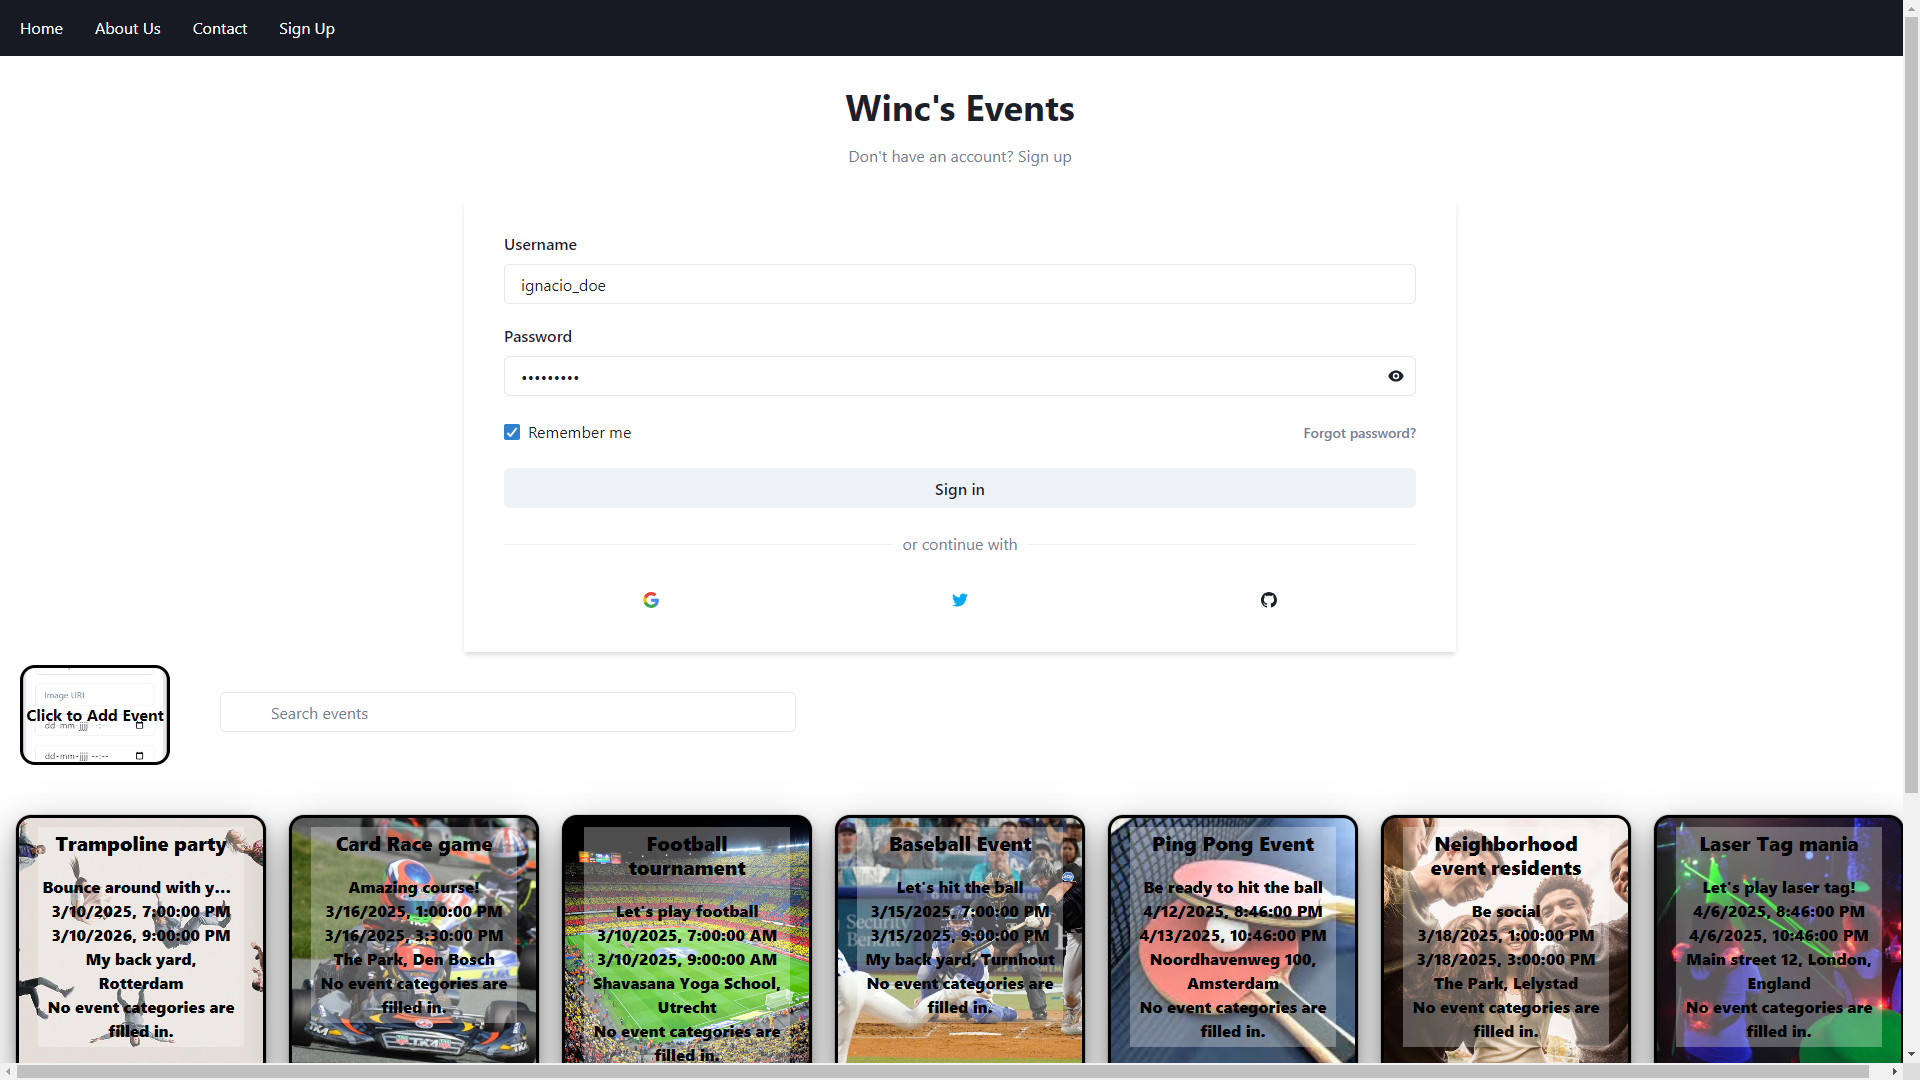 Home
About Us
Contact
Sign Up
Winc's Events
Don't have an account? Sign up
Username
ignacio_doe
Password
•••••••••
Remember me
Forgot password?
Sign in
or continue with
Image URL
Click to Add Event
dd-mm-jjjj --:--
dd-mm-jjjj --:--
Search events
Trampoline party
Bounce around with y...
3/10/2025, 7:00:00 PM
3/10/2026, 9:00:00 PM
My back yard,
Rotterdam
No event categories are
filled in.
Card Race game
Amazing course!
3/16/2025, 1:00:00 PM
3/16/2025, 3:30:00 PM
The Park, Den Bosch
No event categories are
filled in.
Football
tournament
Let's play football
3/10/2025, 7:00:00 AM
3/10/2025, 9:00:00 AM
Shavasana Yoga School,
Utrecht
No event categories are
filled in.
Baseball Event
Let's hit the ball
3/15/2025, 7:00:00 PM
3/15/2025, 9:00:00 PM
My back yard, Turnhout
No event categories are
filled in.
Ping Pong Event
Be ready to hit the ball
4/12/2025, 8:46:00 PM
4/13/2025, 10:46:00 PM
Noordhavenweg 100,
Amsterdam
No event categories are
filled in.
Neighborhood
event residents
Be social
3/18/2025, 1:00:00 PM
3/18/2025, 3:00:00 PM
The Park, Lelystad
No event categories are
filled in.
Laser Tag mania
Let's play laser tag!
4/6/2025, 8:46:00 PM
4/6/2025, 10:46:00 PM
Main street 12, London,
England
No event categories are
filled in.